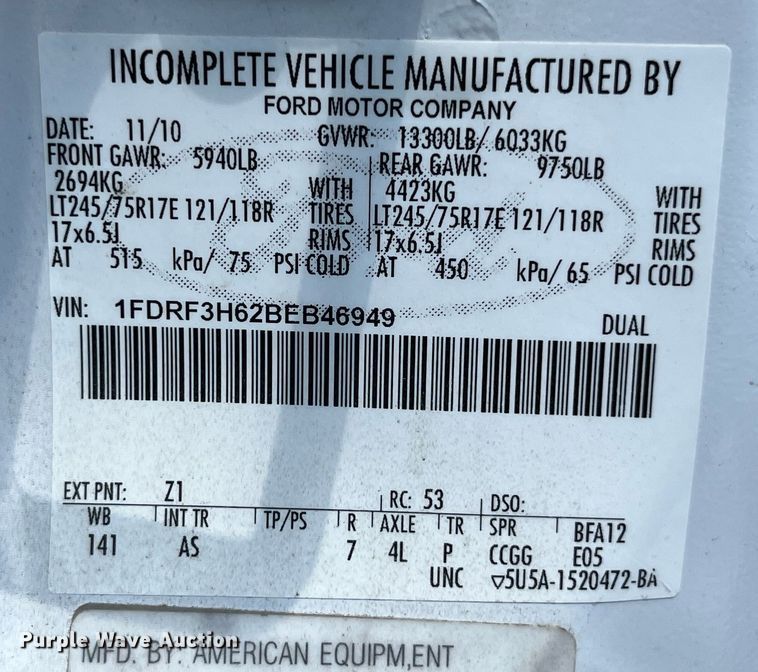 INCOMPLETE VEHICLE MANUFACTURED BY
FORD MOTOR COMPANY
DATE: 11/10 GVWR: 13300LB/ 6033KG
FRONT GAWR: 5940LB REAR GAWR: 9750LB
2694KG WITH 4423KG WITH
LT245/75R17E 121/118R TIRES LT245/75R17E 121/118R TIRES
17x6.5J RIMS 17x6.5J RIMS
AT 515 kPa/ 75 PSI COLD AT 450 kPa/ 65 PSI COLD
VIN: 1FDRF3H62BEB46949 DUAL
EXT PNT: Z1 RC: 53 DSO:
WB INT TR TP/PS R AXLE TR SPR BFA12
141 AS 7 4L P CCGG E05
UNC ▽5U5A-1520472-BA
Purple Wave Auction
MFD. BY: AMERICAN EQUIPM,ENT